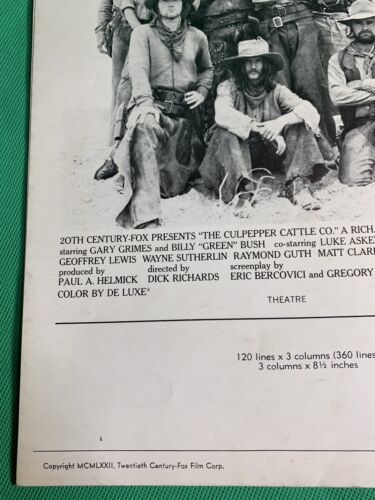 20TH CENTURY-FOX PRESENTS "THE CULPEPPER CATTLE CO." A RICH
starring GARY GRIMES and BILLY "GREEN" BUSH co-starring LUKE ASKE
GEOFFREY LEWIS WAYNE SUTHERLIN RAYMOND GUTH MATT CLAR
produced by directed by screenplay by
PAUL A. HELMICK DICK RICHARDS ERIC BERCOVICI and GREGORY
COLOR BY DE LUXE®
THEATRE
120 lines x 3 columns (360 lines
3 columns x 8½ inches
Copyright MCMLXXII, Twentieth Century-Fox Film Corp.